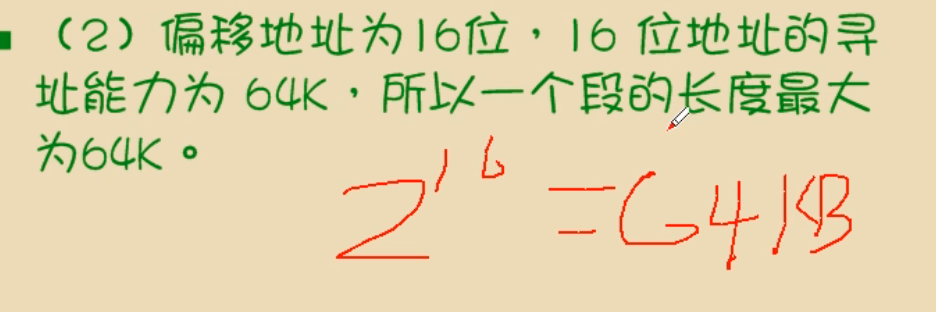 （2）偏移地址为16位，16 位地址的寻
址能力为 64K，所以一个段的长度最大
为64K。
2^16 = 64KB